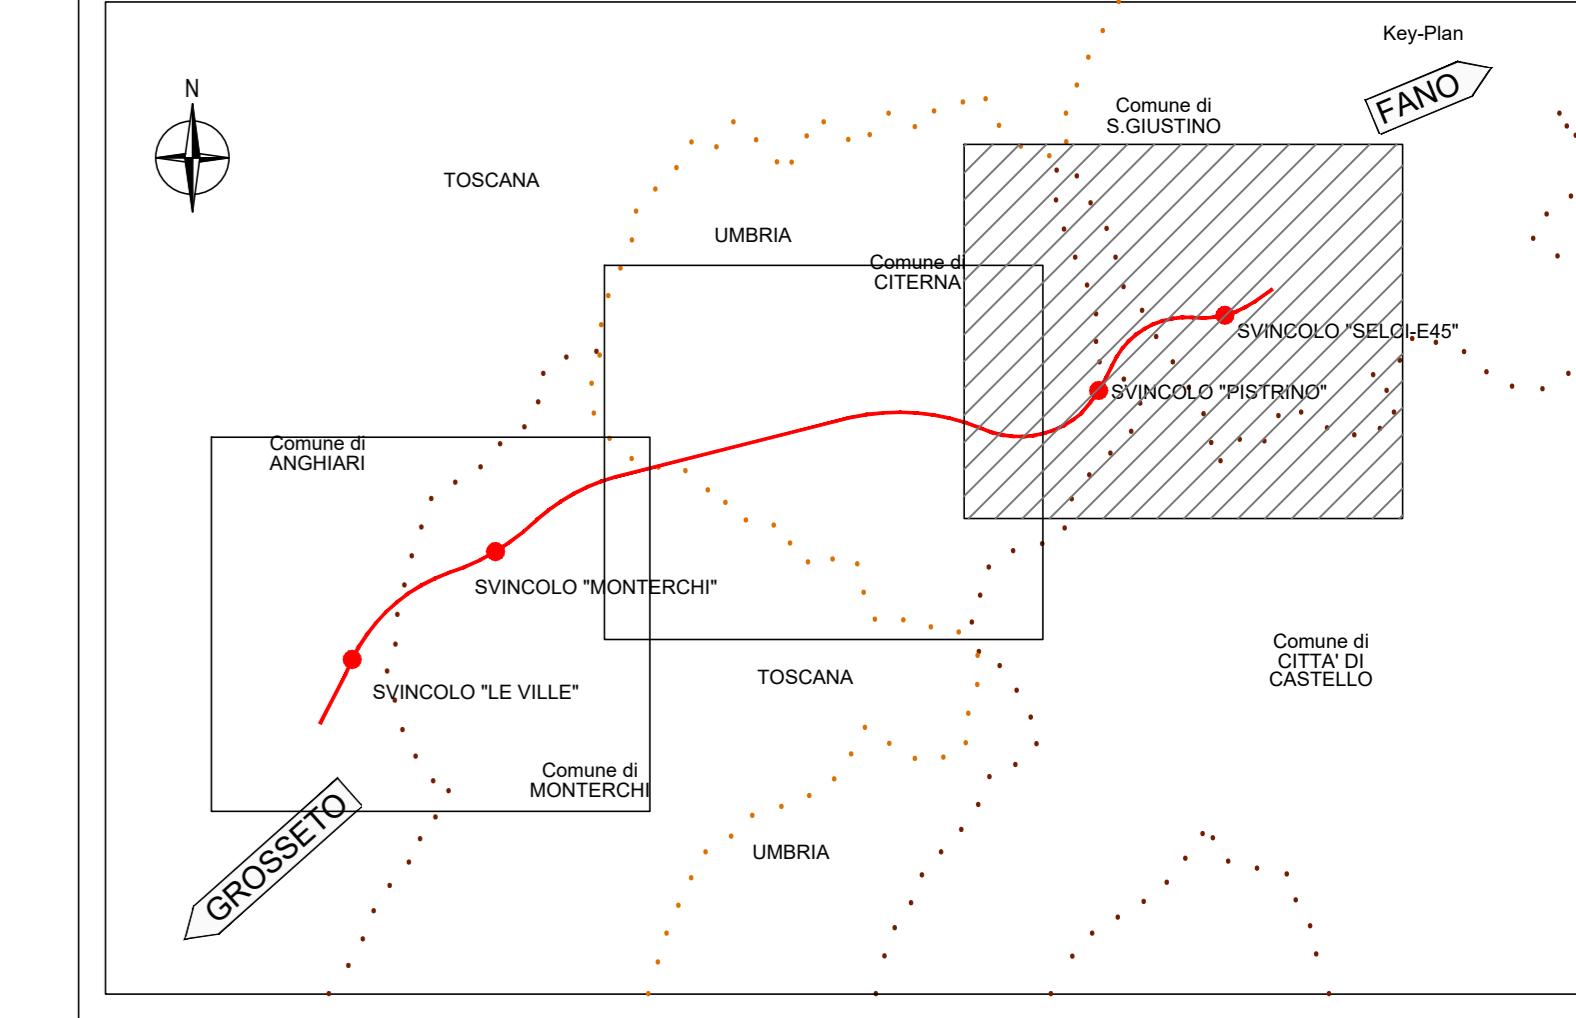 Key-Plan
FANO
N
Comune di
S.GIUSTINO
TOSCANA
UMBRIA
Comune di
CITERNA
SVINCOLO "SELCI-E45"
SVINCOLO "PISTRINO"
Comune di
ANGHIARI
SVINCOLO "MONTERCHI"
Comune di
CITTA' DI
CASTELLO
TOSCANA
SVINCOLO "LE VILLE"
Comune di
MONTERCHI
GROSSETO
UMBRIA